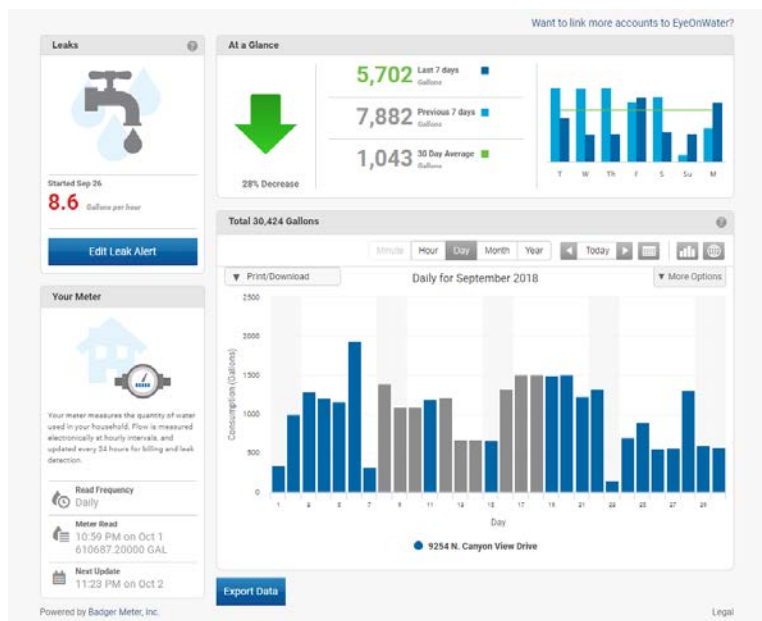 Want to link more accounts to EyeOnWater?
Leaks
Started Sep 26
8.6 Gallons per hour
Edit Leak Alert
At a Glance
28% Decrease
5,702 Last 7 days
Gallons
7,882 Previous 7 days
Gallons
1,043 30 Day Average
Gallons
T W Th F S Su M
Your Meter
Your meter measures the quantity of water
used in your household. Flow is measured
electronically at hourly intervals, and
updated every 24 hours for billing and leak
detection.
Read Frequency
Daily
Meter Read
10:59 PM on Oct 1
610687.20000 GAL
Next Update
11:23 PM on Oct 2
Total 30,424 Gallons
Minute Hour Day Month Year Today
Print/Download
Daily for September 2018
More Options
Consumption (Gallons)
2500
2000
1500
1000
500
0
1 3 5 7 9 11 13 15 17 19 21 23 25 27 29
Day
9254 N. Canyon View Drive
Export Data
Powered by Badger Meter, Inc.
Legal